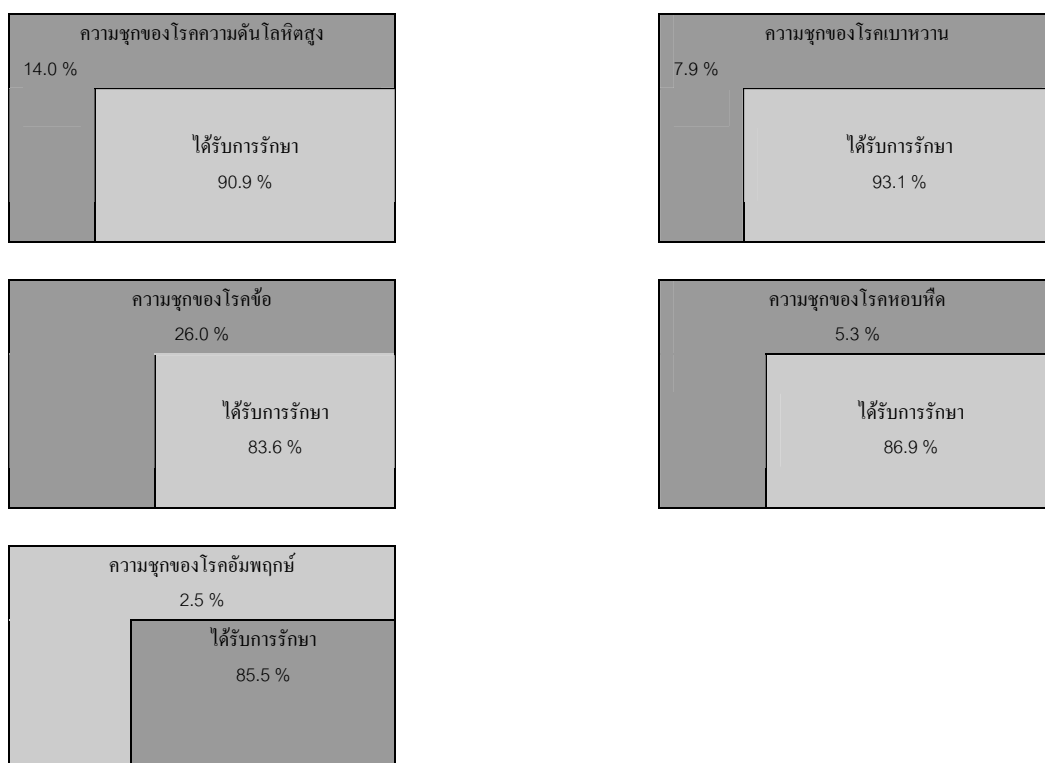 ความชุกของโรคความดันโลหิตสูง
14.0 %
ได้รับการรักษา
90.9 %
ความชุกของโรคเบาหวาน
7.9 %
ได้รับการรักษา
93.1 %
ความชุกของโรคข้อ
26.0 %
ได้รับการรักษา
83.6 %
ความชุกของโรคหอบหืด
5.3 %
ได้รับการรักษา
86.9 %
ความชุกของโรคอัมพฤกษ์
2.5 %
ได้รับการรักษา
85.5 %